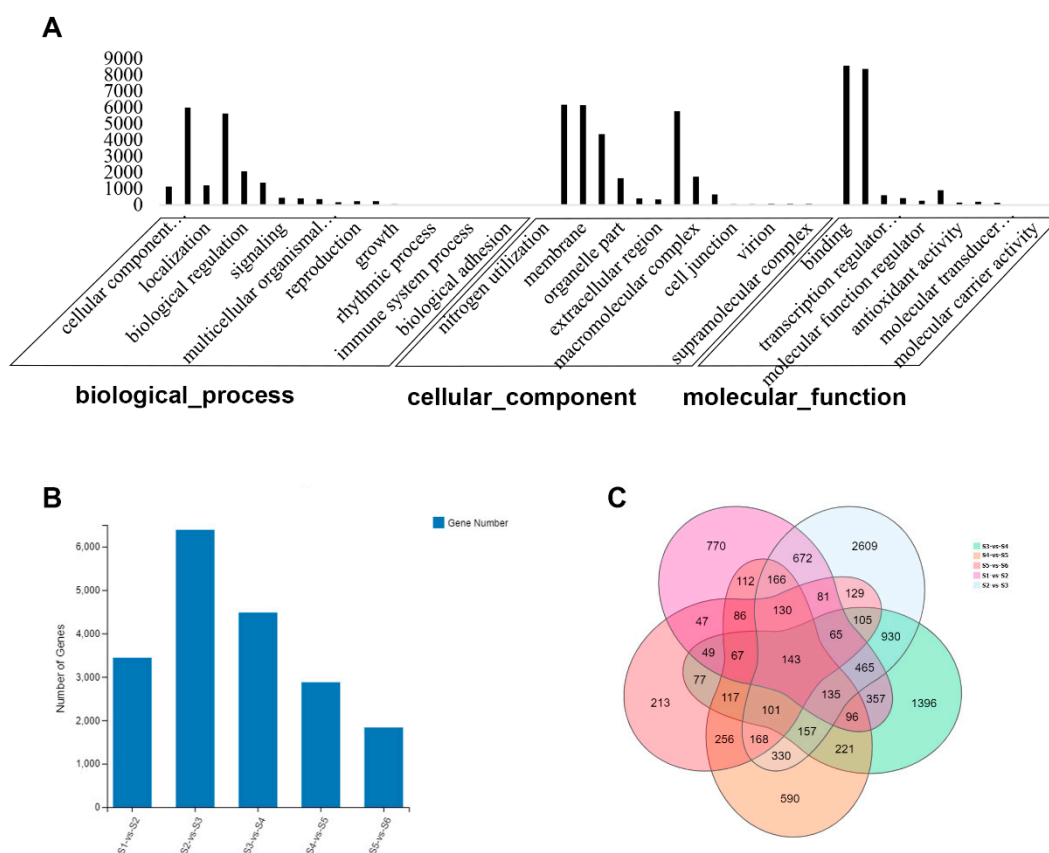 A
9000
8000
7000
6000
5000
4000
3000
2000
1000
0
cellular component…
localization
biological regulation
signaling
multicellular organismal…
reproduction
growth
rhythmic process
immune system process
biological adhesion
nitrogen utilization
membrane
organelle part
extracellular region
macromolecular complex
cell junction
virion
supramolecular complex
binding
transcription regulator…
molecular function regulator
antioxidant activity
molecular transducer…
molecular carrier activity
biological_process
cellular_component
molecular_function
B
Gene Number
Number of Genes
6,000
5,000
4,000
3,000
2,000
1,000
0
S1-vs-S2
S2-vs-S3
S3-vs-S4
S4-vs-S5
S5-vs-S6
C
S3-vs-S4
S4-vs-S5
S5-vs-S6
S1-vs-S2
S2-vs-S3
770
672
2609
112
166
81
129
47
86
130
105
65
930
49
67
143
465
77
135
357
213
117
101
96
1396
256
168
157
221
330
590